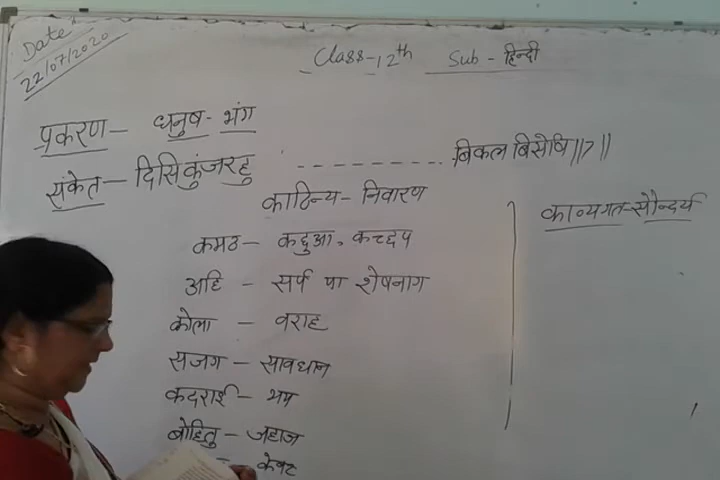 Date
22/07/2020
Class-12th Sub - हिन्दी
प्रकरण - धनुष- भंग
संकेत - दिसिकुंजरहु - - - - - - - - - बिकल बिसेषि॥7॥
काठिन्य - निवारण
काव्यगत-सौन्दर्य
कमठ - कछुआ, कच्छप
अहि - सर्प या शेषनाग
कोला - वराह
सजग - सावधान
कदराई - भय
बोहितु - जहाज
- केवट